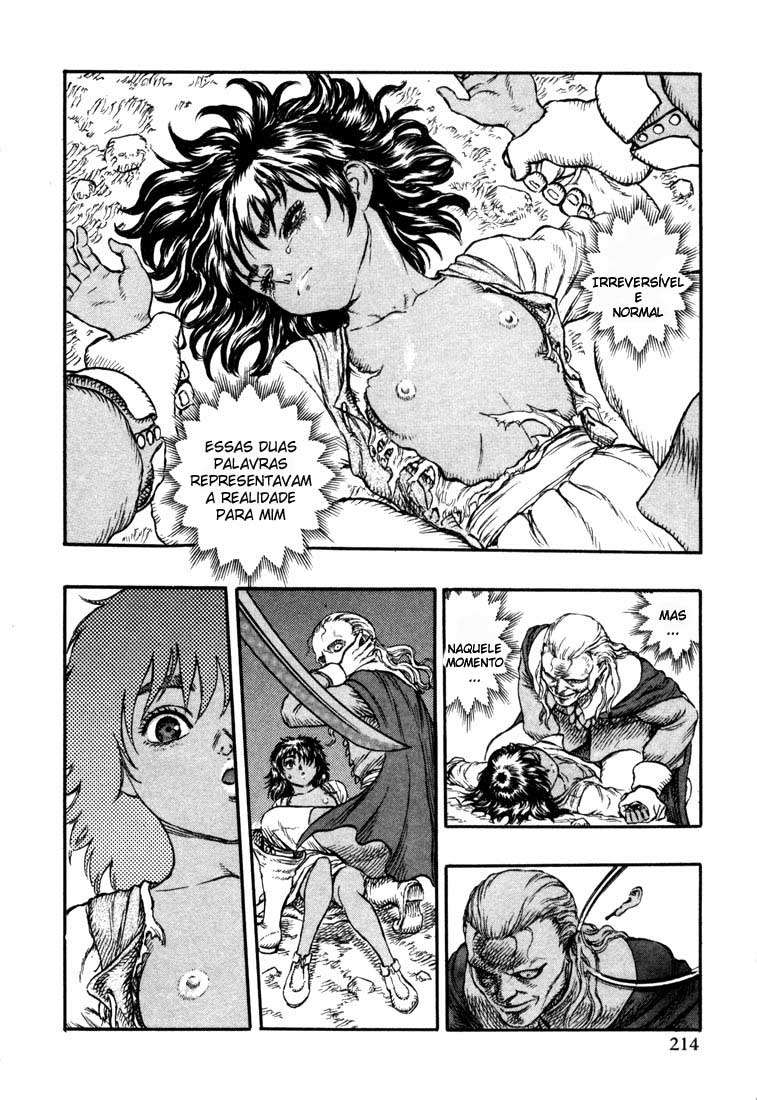 IRREVERSÍVEL
E
NORMAL
ESSAS DUAS
PALAVRAS
REPRESENTAVAM
A REALIDADE
PARA MIM
MAS
...
NAQUELE
MOMENTO
...
214